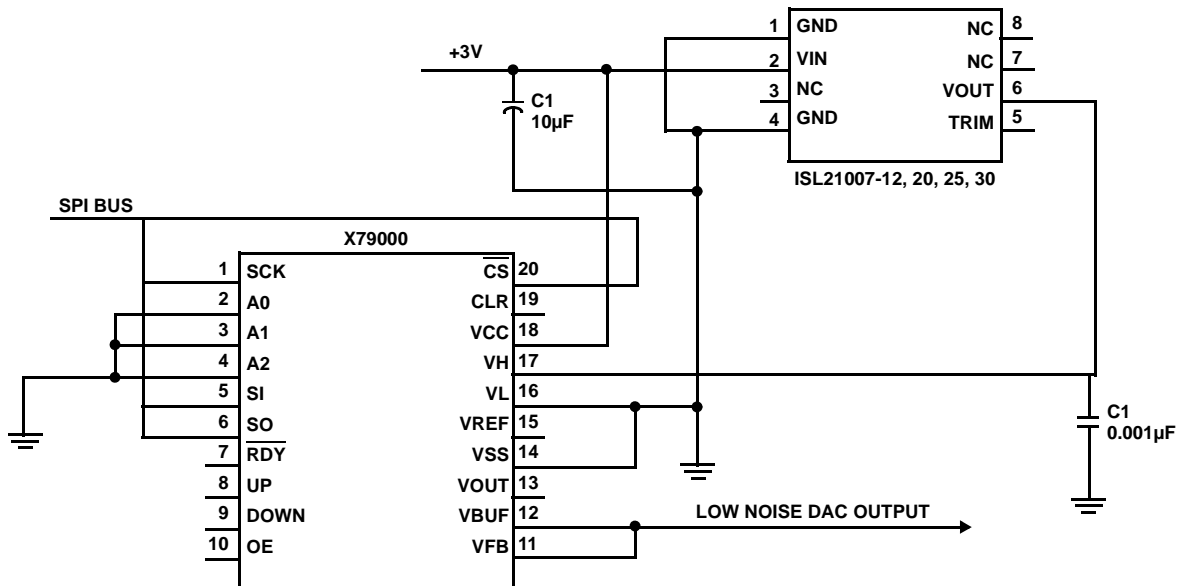 +3V
C1
10µF
1 GND
2 VIN
3 NC
4 GND
NC 8
NC 7
VOUT 6
TRIM 5
ISL21007-12, 20, 25, 30
SPI BUS
X79000
1 SCK
2 A0
3 A1
4 A2
5 SI
6 SO
7 RDY
8 UP
9 DOWN
10 OE
CS 20
CLR 19
VCC 18
VH 17
VL 16
VREF 15
VSS 14
VOUT 13
VBUF 12
VFB 11
C1
0.001µF
LOW NOISE DAC OUTPUT